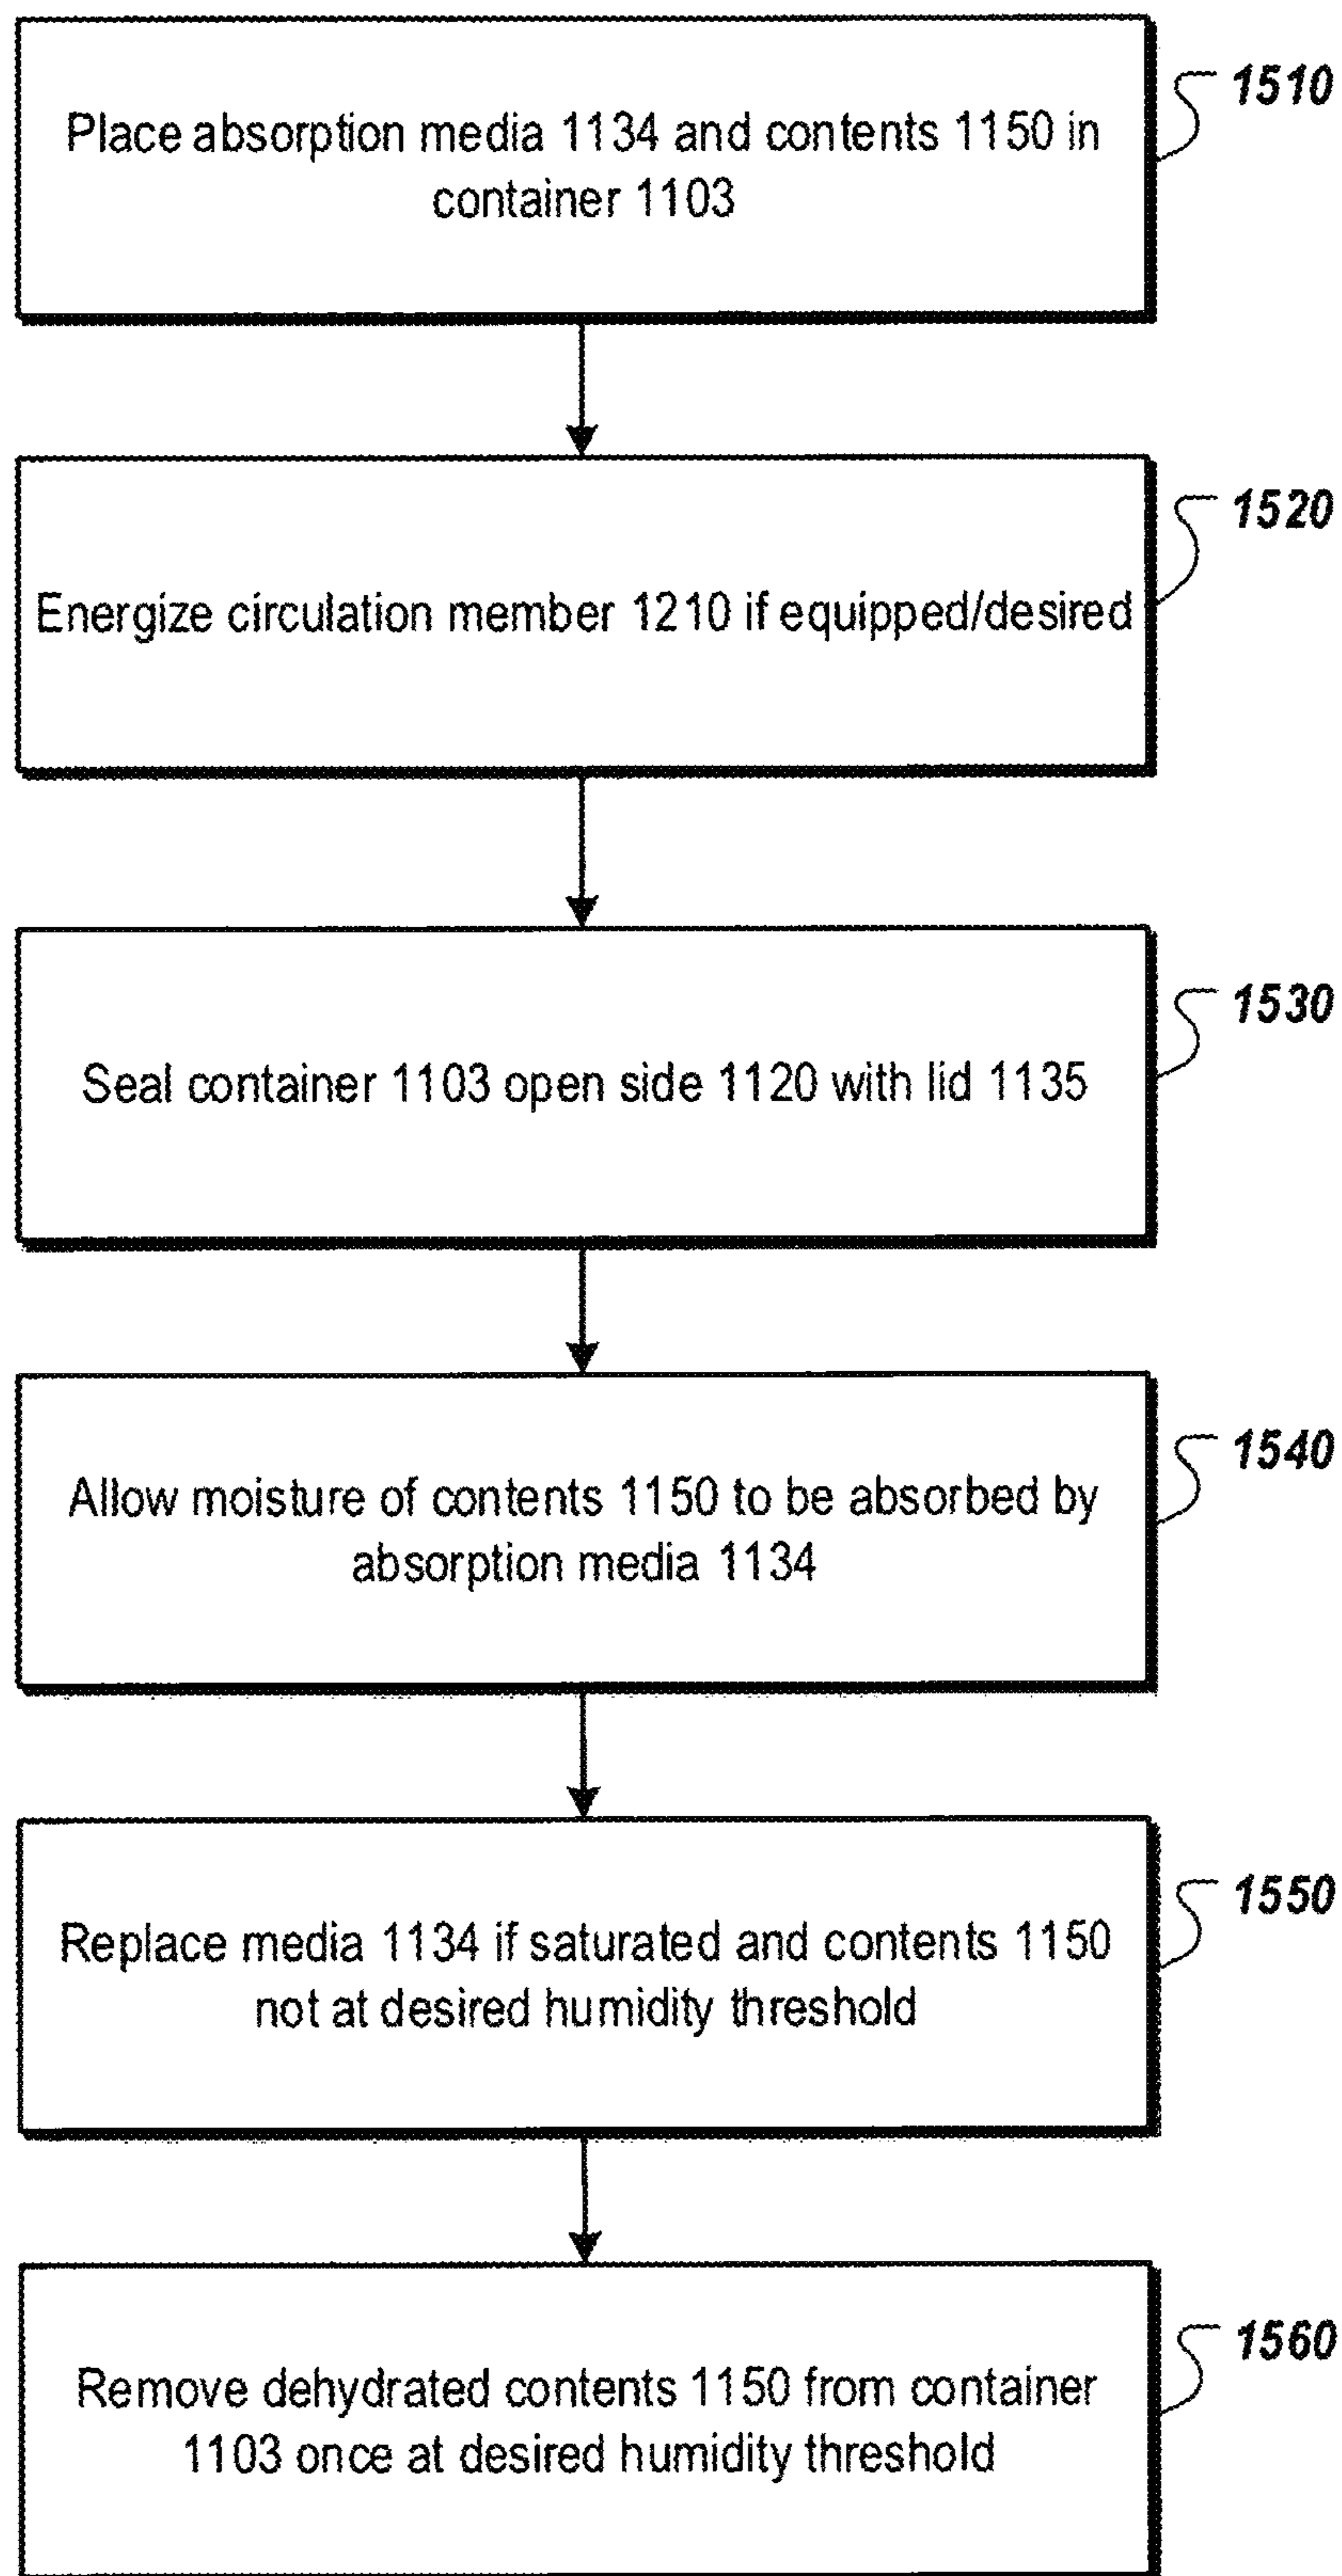 Place absorption media 1134 and contents 1150 in
container 1103
1510
Energize circulation member 1210 if equipped/desired
1520
Seal container 1103 open side 1120 with lid 1135
1530
Allow moisture of contents 1150 to be absorbed by
absorption media 1134
1540
Replace media 1134 if saturated and contents 1150
not at desired humidity threshold
1550
Remove dehydrated contents 1150 from container
1103 once at desired humidity threshold
1560